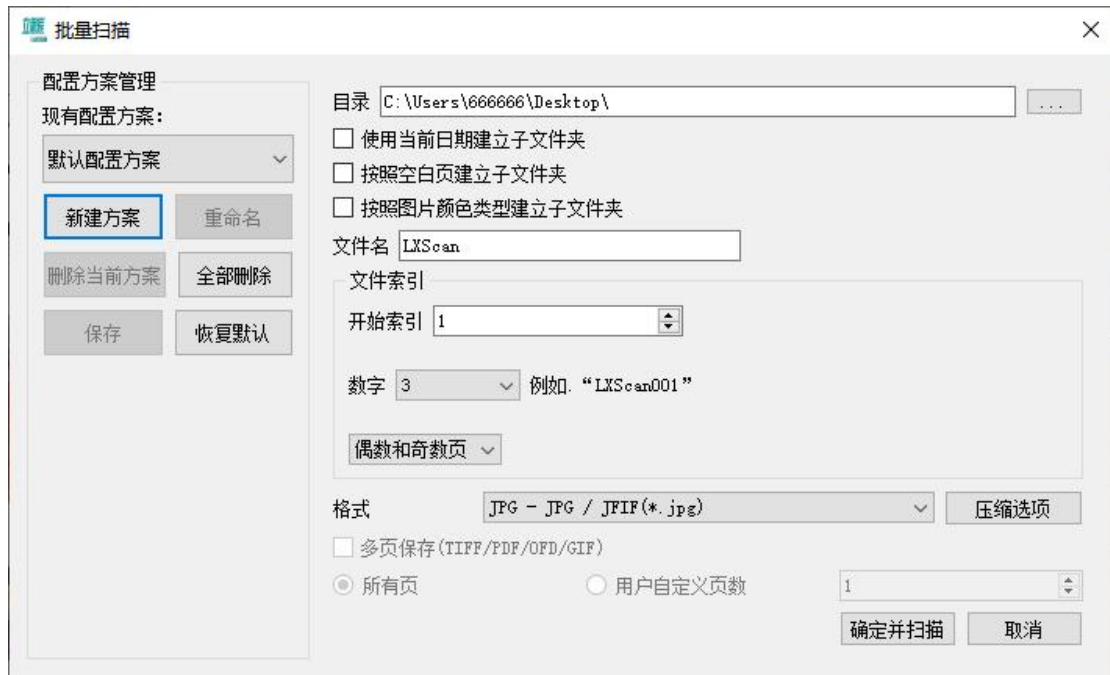 批量扫描
配置方案管理
现有配置方案：
默认配置方案
新建方案 重命名
删除当前方案 全部删除
保存 恢复默认
目录 C:\Users\666666\Desktop\ ...
使用当前日期建立子文件夹
按照空白页建立子文件夹
按照图片颜色类型建立子文件夹
文件名 LXScan
文件索引
开始索引 1
数字 3 例如. “LXScan001”
偶数和奇数页
格式 JPG - JPG / JFIF(*.jpg) 压缩选项
多页保存(TIFF/PDF/OFD/GIF)
所有页 用户自定义页数 1
确定并扫描 取消